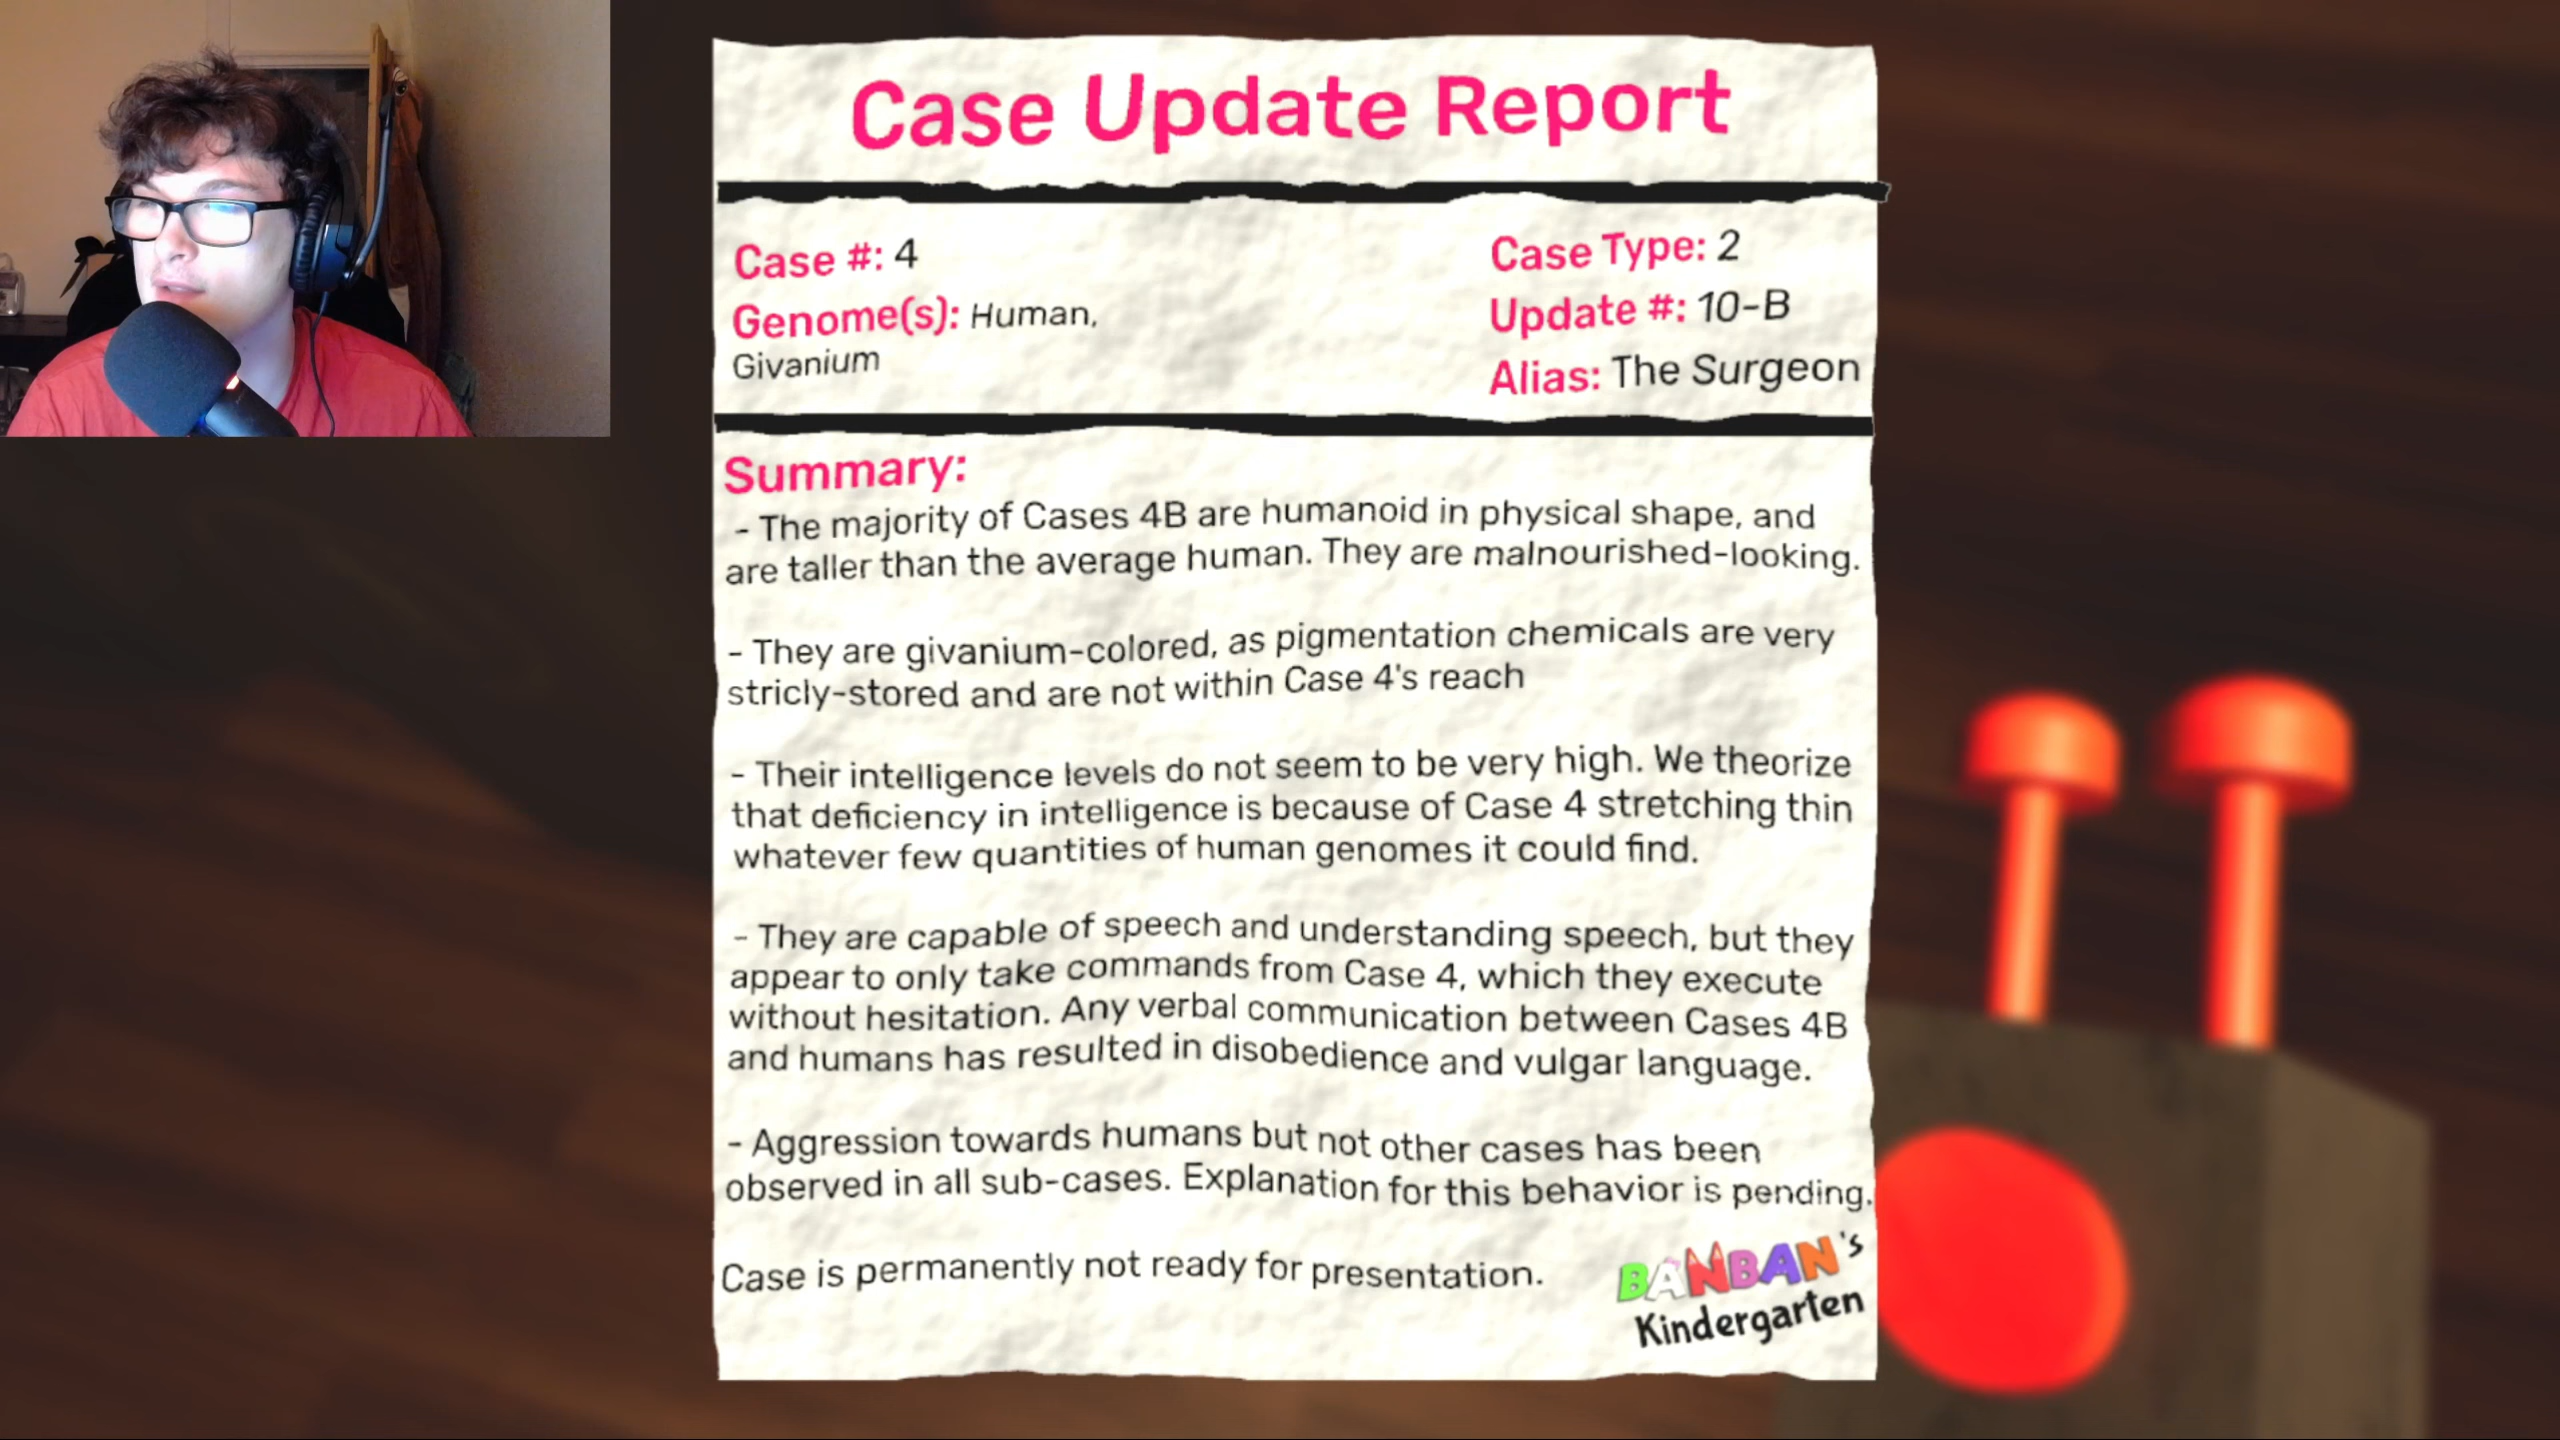 Case Update Report
Case #: 4
Genome(s): Human,
Givanium
Case Type: 2
Update #: 10-B
Alias: The Surgeon
Summary:
- The majority of Cases 4B are humanoid in physical shape, and
are taller than the average human. They are malnourished-looking.
- They are givanium-colored, as pigmentation chemicals are very
stricly-stored and are not within Case 4's reach
- Their intelligence levels do not seem to be very high. We theorize
that deficiency in intelligence is because of Case 4 stretching thin
whatever few quantities of human genomes it could find.
- They are capable of speech and understanding speech, but they
appear to only take commands from Case 4, which they execute
without hesitation. Any verbal communication between Cases 4B
and humans has resulted in disobedience and vulgar language.
- Aggression towards humans but not other cases has been
observed in all sub-cases. Explanation for this behavior is pending.
Case is permanently not ready for presentation.
BANBAN's
Kindergarten